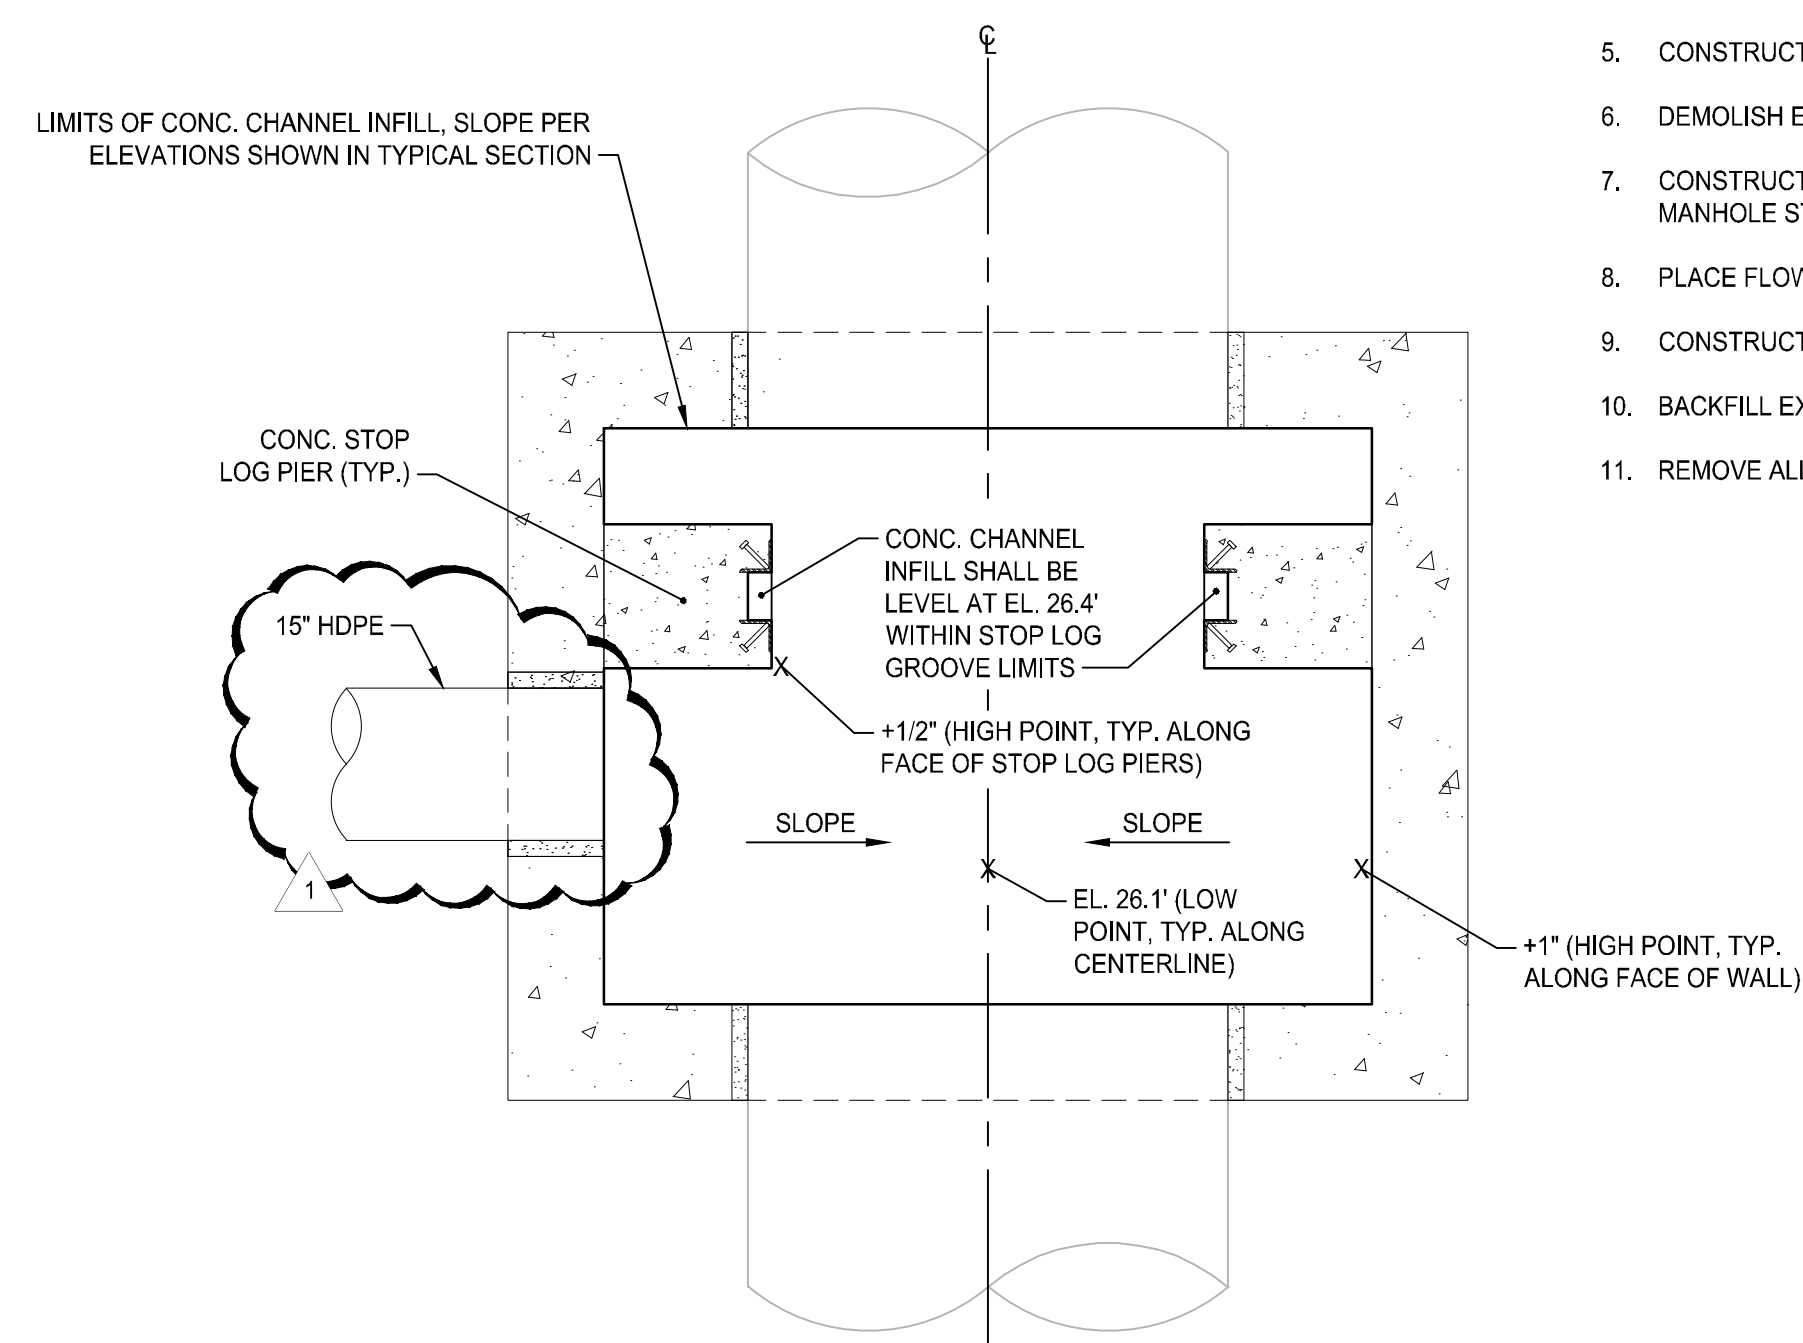 ℄
LIMITS OF CONC. CHANNEL INFILL, SLOPE PER
ELEVATIONS SHOWN IN TYPICAL SECTION
CONC. STOP
LOG PIER (TYP.)
15" HDPE
1
CONC. CHANNEL
INFILL SHALL BE
LEVEL AT EL. 26.4'
WITHIN STOP LOG
GROOVE LIMITS
X
+1/2" (HIGH POINT, TYP. ALONG
FACE OF STOP LOG PIERS)
SLOPE
SLOPE
X
X
EL. 26.1' (LOW
POINT, TYP. ALONG
CENTERLINE)
+1" (HIGH POINT, TYP.
ALONG FACE OF WALL)
5. CONSTRUCT
6. DEMOLISH E
7. CONSTRUCT
MANHOLE ST
8. PLACE FLOW
9. CONSTRUCT
10. BACKFILL EX
11. REMOVE ALL